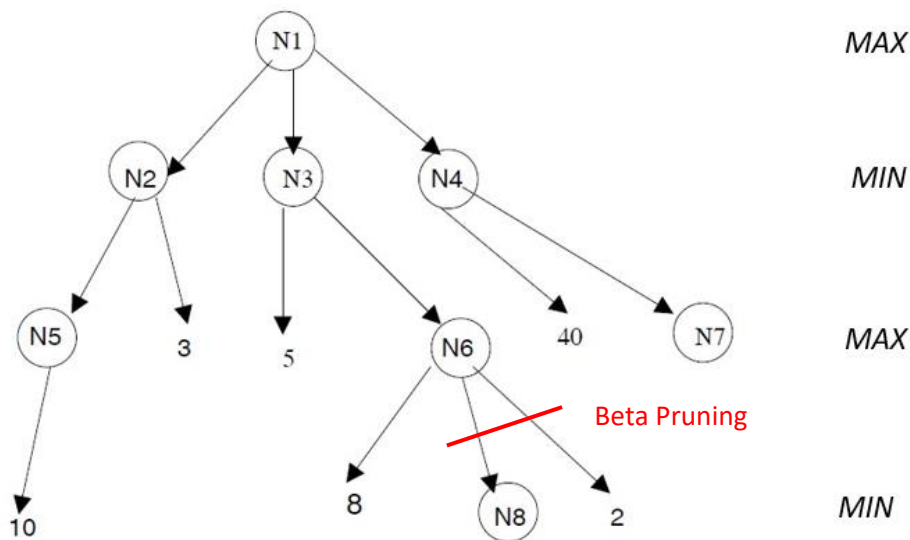 N1 MAX
N2 N3 N4 MIN
N5 3 5 N6 40 N7 MAX
Beta Pruning
10 8 N8 2 MIN